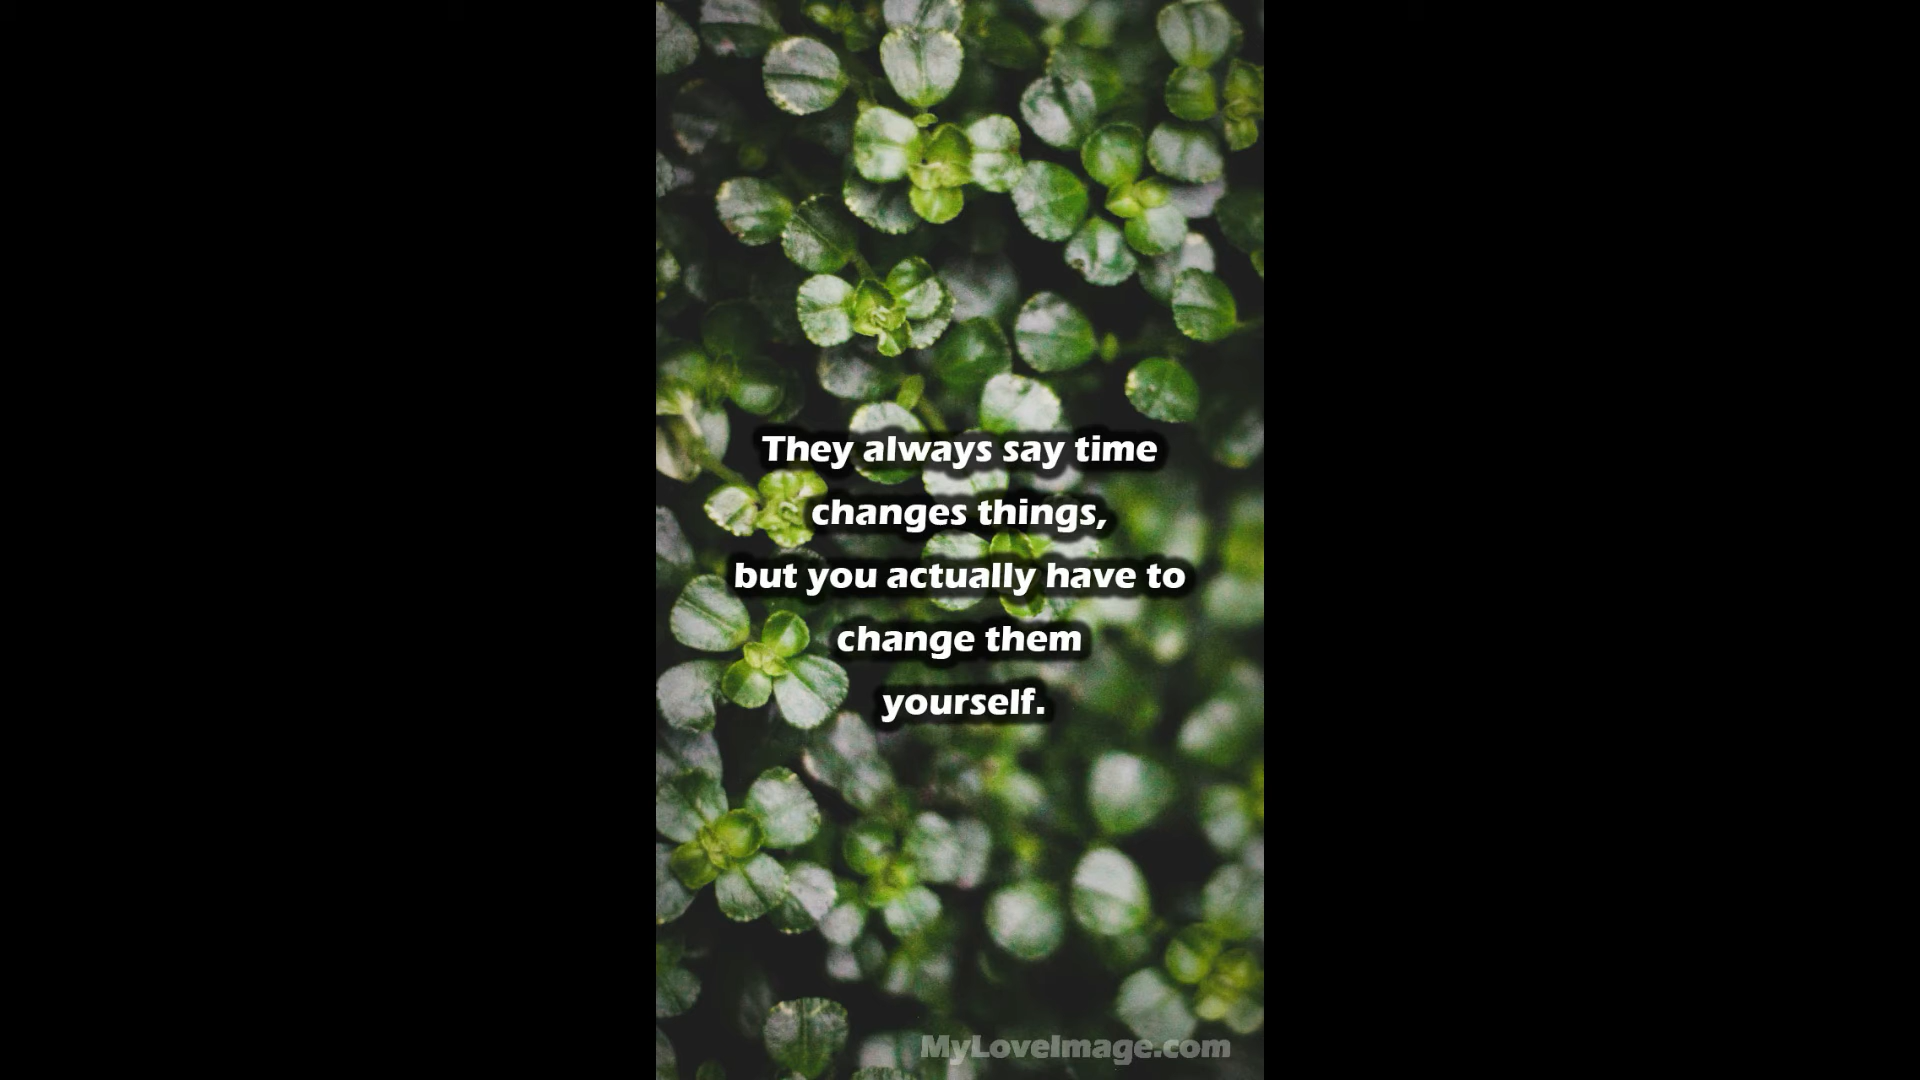 They always say time
changes things,
but you actually have to
change them
yourself.
MyLoveImage.com